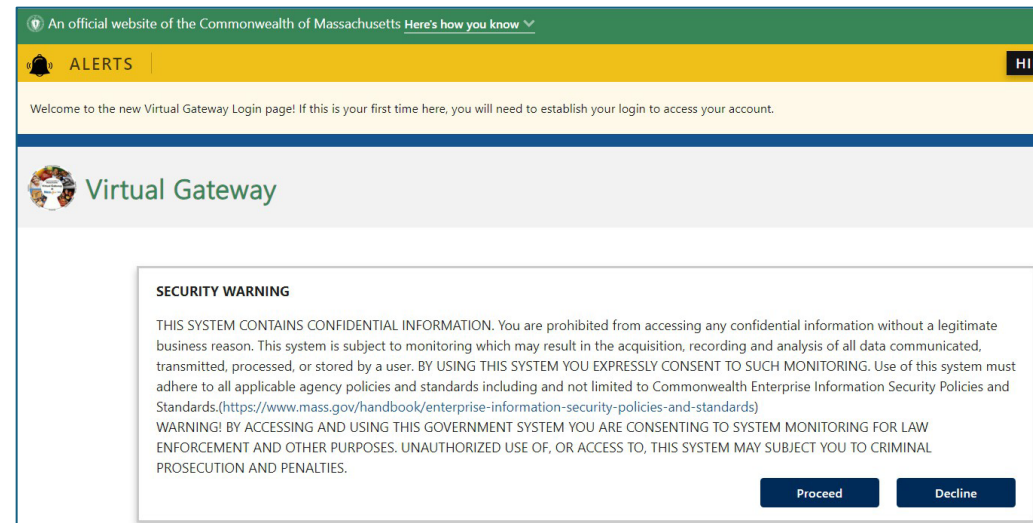 An official website of the Commonwealth of Massachusetts Here's how you know
ALERTS
HI
Welcome to the new Virtual Gateway Login page! If this is your first time here, you will need to establish your login to access your account.
Virtual Gateway
SECURITY WARNING
THIS SYSTEM CONTAINS CONFIDENTIAL INFORMATION. You are prohibited from accessing any confidential information without a legitimate
business reason. This system is subject to monitoring which may result in the acquisition, recording and analysis of all data communicated,
transmitted, processed, or stored by a user. BY USING THIS SYSTEM YOU EXPRESSLY CONSENT TO SUCH MONITORING. Use of this system must
adhere to all applicable agency policies and standards including and not limited to Commonwealth Enterprise Information Security Policies and
Standards.(https://www.mass.gov/handbook/enterprise-information-security-policies-and-standards)
WARNING! BY ACCESSING AND USING THIS GOVERNMENT SYSTEM YOU ARE CONSENTING TO SYSTEM MONITORING FOR LAW
ENFORCEMENT AND OTHER PURPOSES. UNAUTHORIZED USE OF, OR ACCESS TO, THIS SYSTEM MAY SUBJECT YOU TO CRIMINAL
PROSECUTION AND PENALTIES.
Proceed
Decline